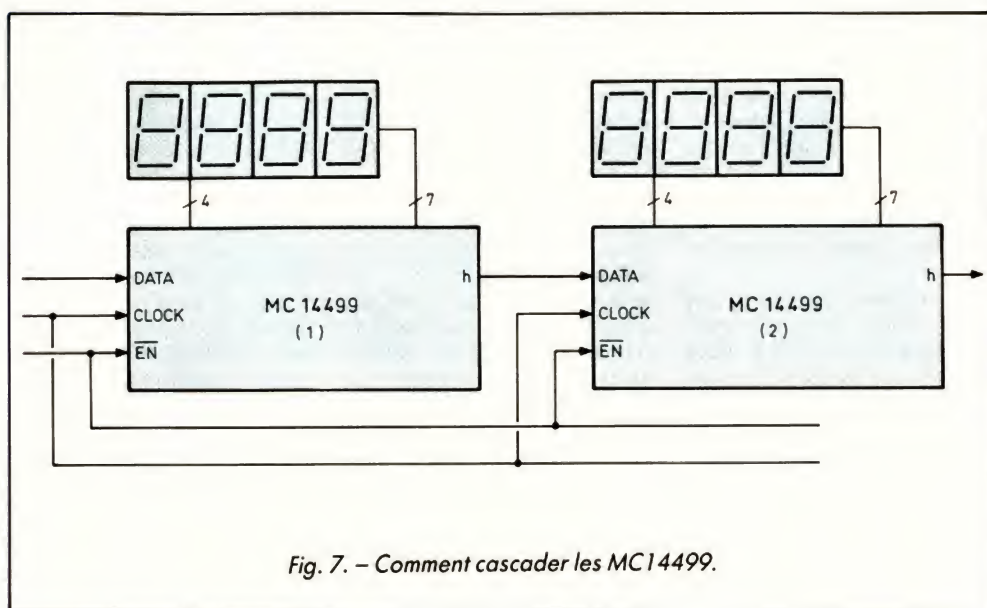 4
7
4
7
DATA
h
CLOCK
MC 14499
(1)
EN
DATA
h
CLOCK
MC 14499
(2)
EN
Fig. 7. – Comment cascader les MC14499.